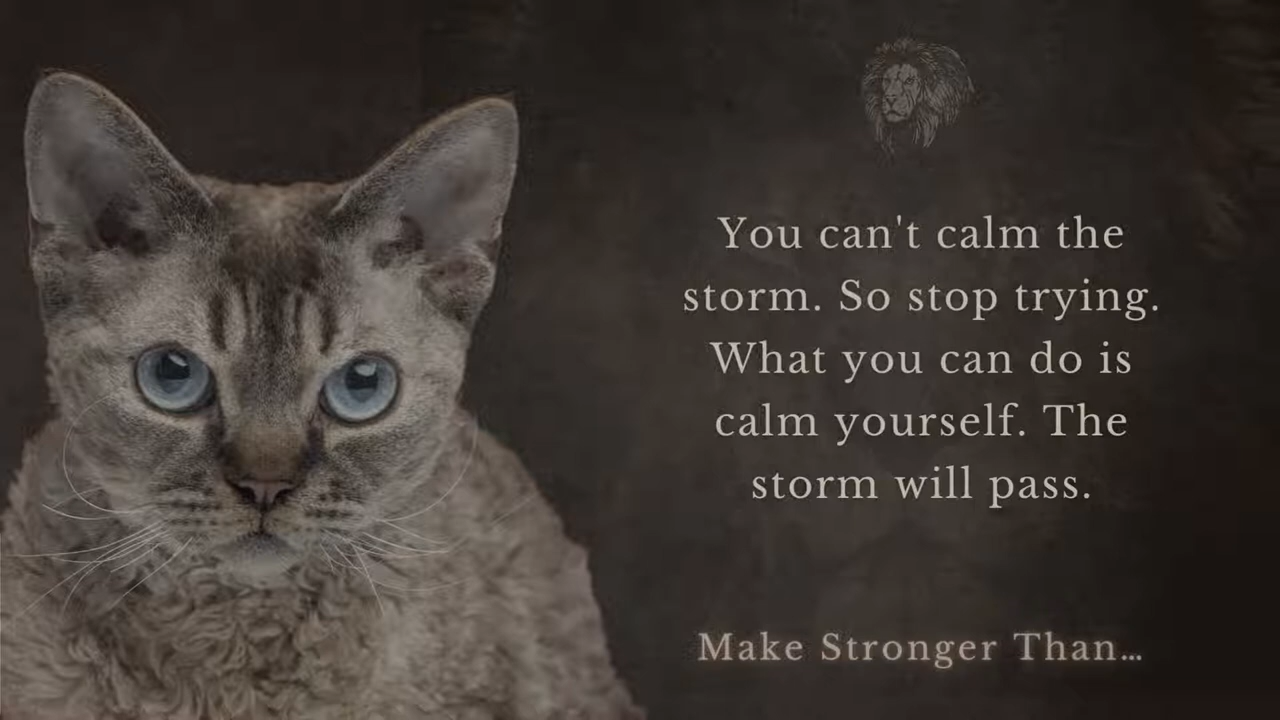 You can't calm the
storm. So stop trying.
What you can do is
calm yourself. The
storm will pass.
Make Stronger Than…